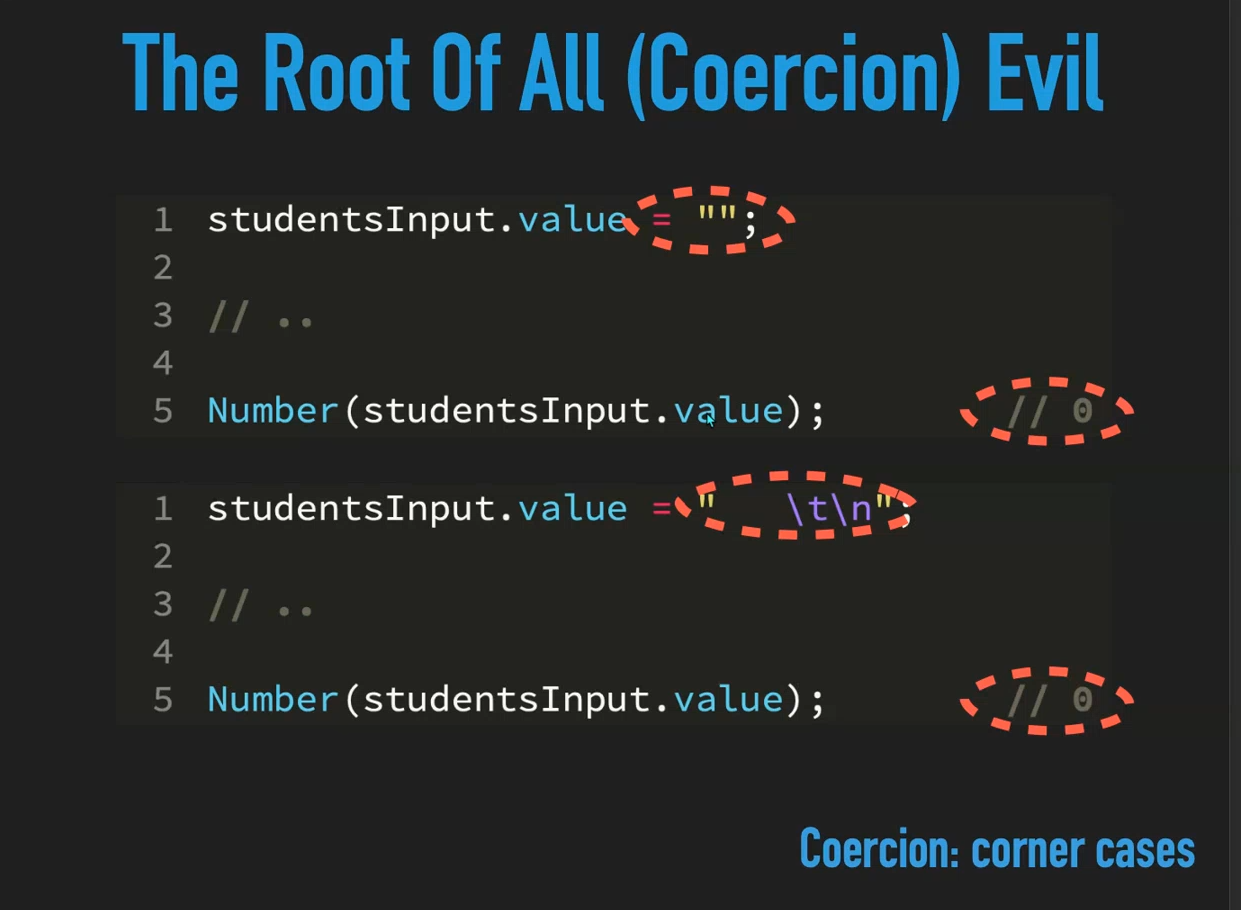 The Root Of All (Coercion) Evil
1 studentsInput.value = "";
2
3 // ..
4
5 Number(studentsInput.value); // 0
1 studentsInput.value = "   \t\n";
2
3 // ..
4
5 Number(studentsInput.value); // 0
Coercion: corner cases